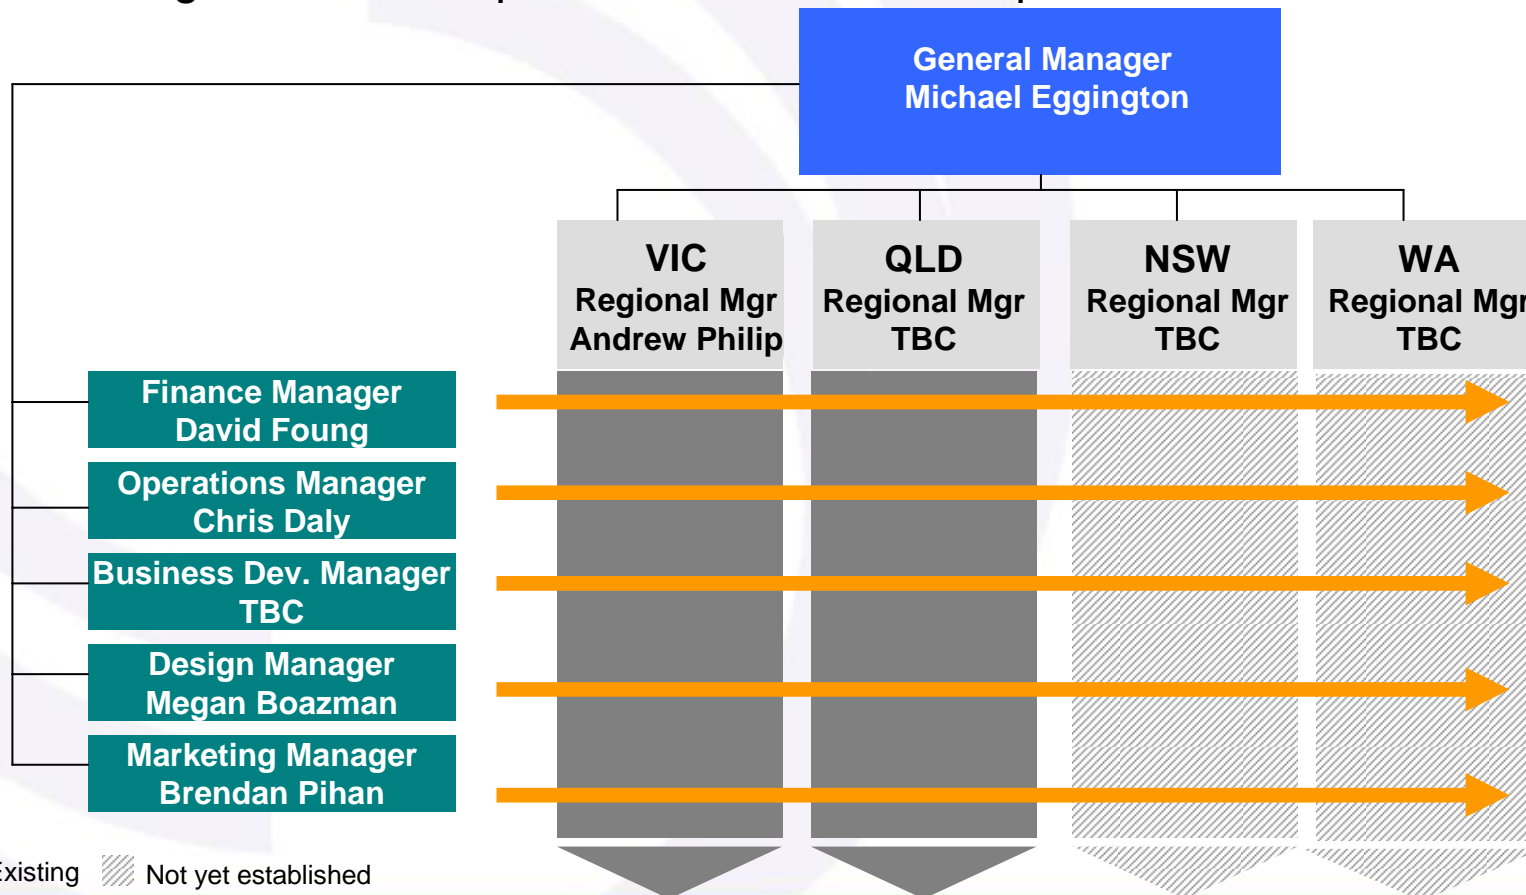 General Manager
Michael Eggington
VIC
Regional Mgr
Andrew Philip
QLD
Regional Mgr
TBC
NSW
Regional Mgr
TBC
WA
Regional Mgr
TBC
Finance Manager
David Foung
Operations Manager
Chris Daly
Business Dev. Manager
TBC
Design Manager
Megan Boazman
Marketing Manager
Brendan Pihan
Existing
Not yet established